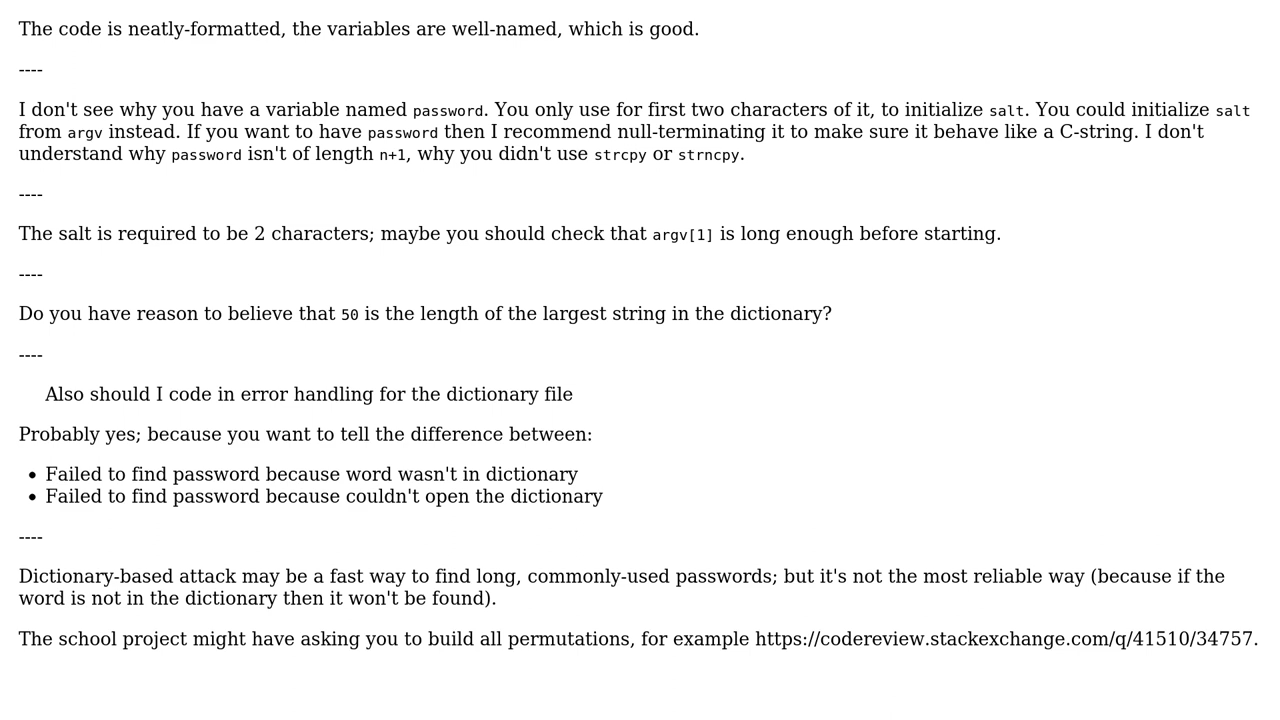 The code is neatly-formatted, the variables are well-named, which is good.
----
I don't see why you have a variable named password. You only use for first two characters of it, to initialize salt. You could initialize salt
from argv instead. If you want to have password then I recommend null-terminating it to make sure it behave like a C-string. I don't
understand why password isn't of length n+1, why you didn't use strcpy or strncpy.
----
The salt is required to be 2 characters; maybe you should check that argv[1] is long enough before starting.
----
Do you have reason to believe that 50 is the length of the largest string in the dictionary?
----
Also should I code in error handling for the dictionary file
Probably yes; because you want to tell the difference between:
• Failed to find password because word wasn't in dictionary
• Failed to find password because couldn't open the dictionary
----
Dictionary-based attack may be a fast way to find long, commonly-used passwords; but it's not the most reliable way (because if the
word is not in the dictionary then it won't be found).
The school project might have asking you to build all permutations, for example https://codereview.stackexchange.com/q/41510/34757.